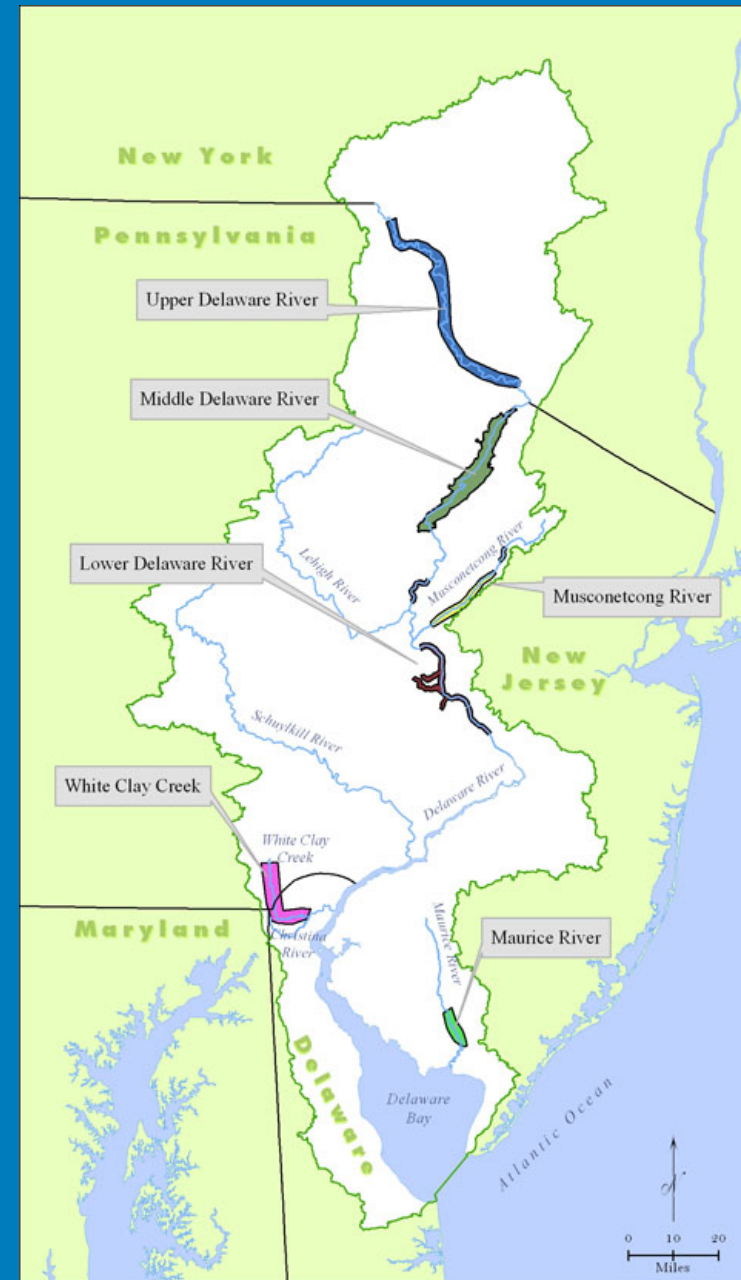 New York
Pennsylvania
Upper Delaware River
Middle Delaware River
Lower Delaware River
Lehigh River
Musconetcong River
Musconetcong River
New
Jersey
Schuylkill River
White Clay Creek
Delaware River
White Clay
Creek
Maryland
Christina
River
Maurice River
Maurice River
Delaware
Delaware
Bay
Atlantic Ocean
N
0 10 20
Miles